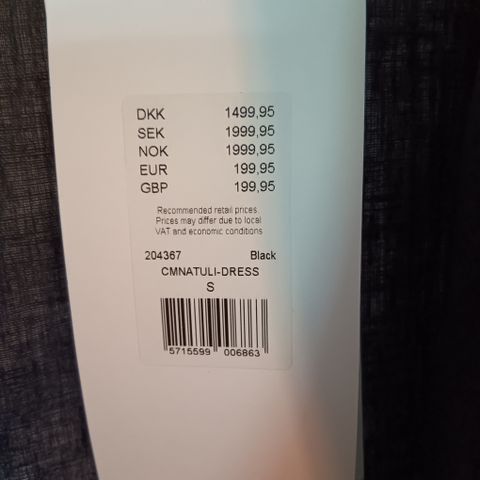 DKK 1499,95
SEK 1999,95
NOK 1999,95
EUR 199,95
GBP 199,95
Recommended retail prices.
Prices may differ due to local
VAT and economic conditions
204367 Black
CMNATULI-DRESS
S
5715599 006863